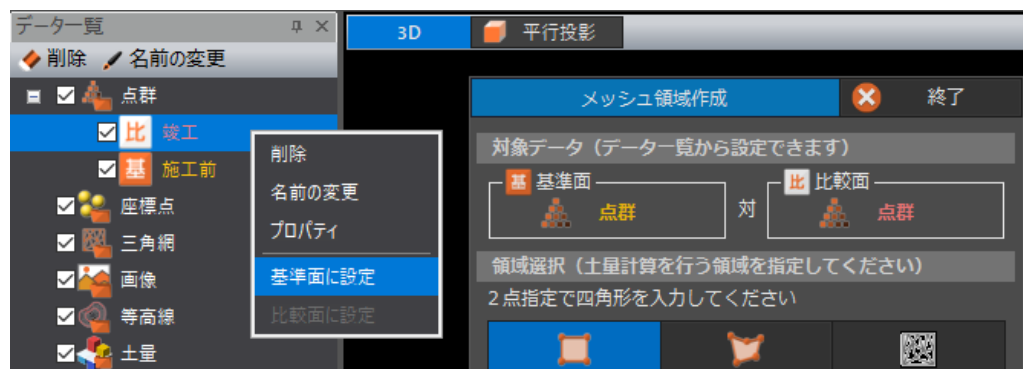 データ一覧
削除 名前の変更
点群
比 竣工
基 施工前
座標点
三角網
画像
等高線
土量
削除
名前の変更
プロパティ
基準面に設定
比較面に設定
3D 平行投影
メッシュ領域作成 終了
対象データ（データ一覧から設定できます）
基 基準面 比 比較面
点群 対 点群
領域選択（土量計算を行う領域を指定してください）
2点指定で四角形を入力してください